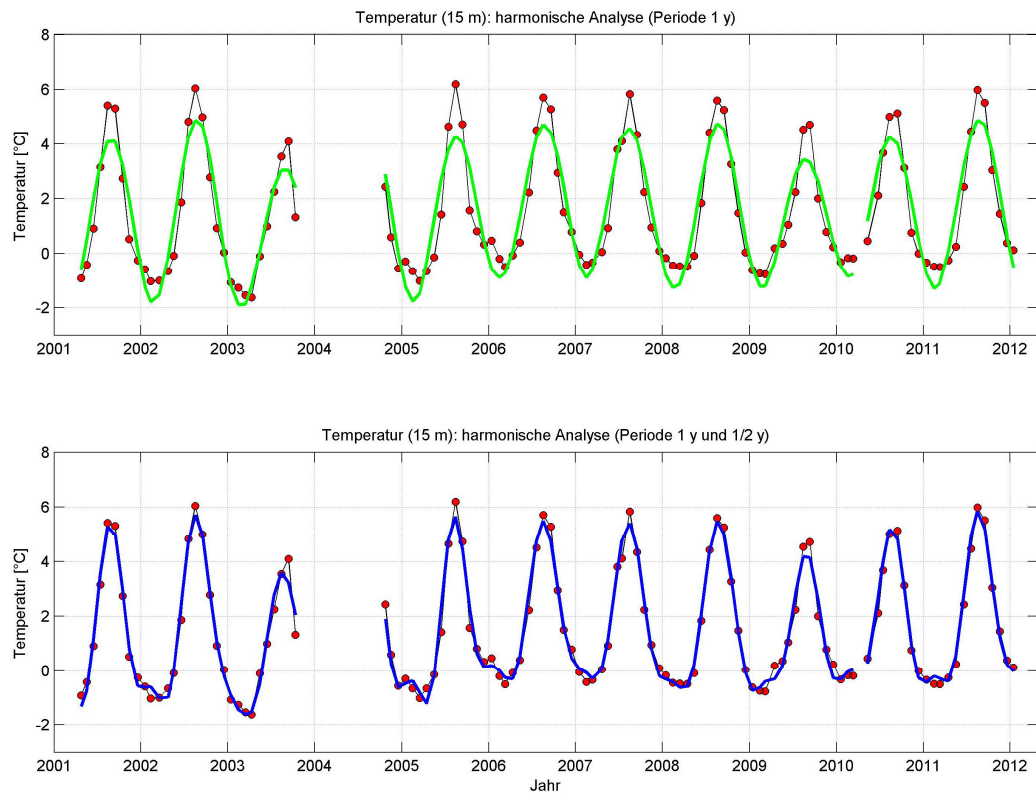 Temperatur (15 m): harmonische Analyse (Periode 1 y)
8
6
4
2
0
-2
Temperatur [°C]
2001 2002 2003 2004 2005 2006 2007 2008 2009 2010 2011 2012
Temperatur (15 m): harmonische Analyse (Periode 1 y und 1/2 y)
8
6
4
2
0
-2
Temperatur [°C]
2001 2002 2003 2004 2005 2006 2007 2008 2009 2010 2011 2012
Jahr